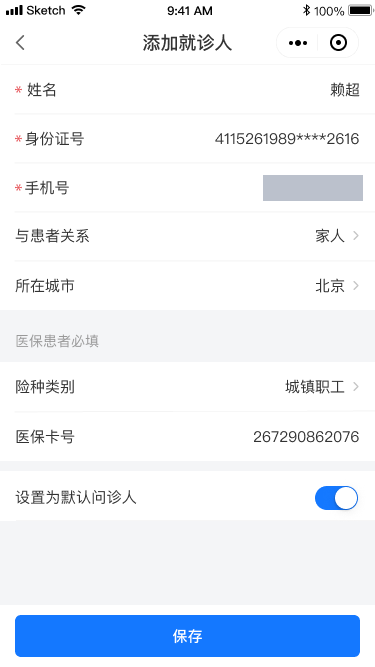 Sketch 9:41 AM 100%
添加就诊人
* 姓名 赖超
*身份证号 4115261989****2616
*手机号
与患者关系 家人
所在城市 北京
医保患者必填
险种类别 城镇职工
医保卡号 267290862076
设置为默认问诊人
保存